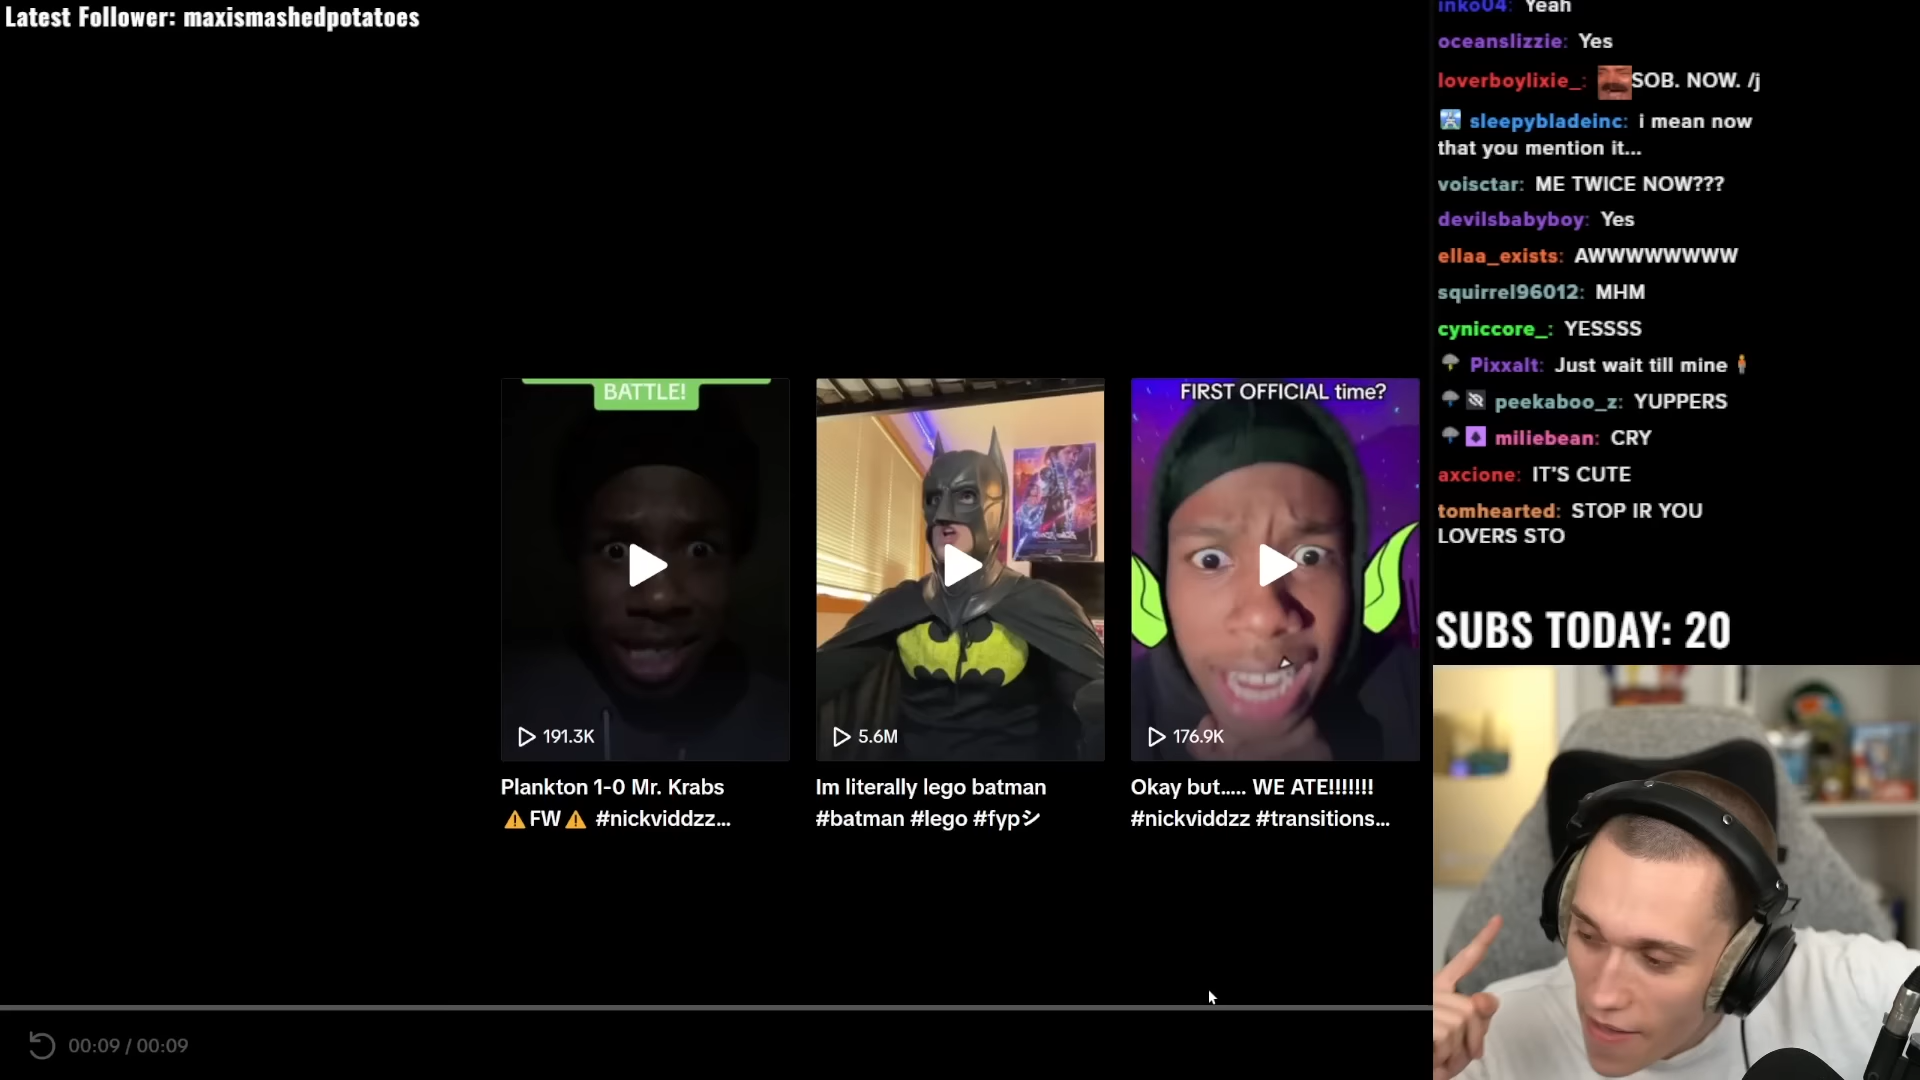 Latest Follower: maxismashedpotatoes
BATTLE!
191.3K
Plankton 1-0 Mr. Krabs
⚠️FW⚠️ #nickviddzz...
5.6M
Im literally lego batman
#batman #lego #fypシ
FIRST OFFICIAL time?
176.9K
Okay but..... WE ATE!!!!!!!
#nickviddzz #transitions...
00:09 / 00:09
inko04: Yeah
oceanslizzie: Yes
loverboylixie_: SOB. NOW. /j
sleepybladeinc: i mean now
that you mention it...
voisctar: ME TWICE NOW???
devilsbabyboy: Yes
ellaa_exists: AWWWWWWWW
squirrel96012: MHM
cyniccore_: YESSSS
Pixxalt: Just wait till mine 🧍
peekaboo_z: YUPPERS
miliebean: CRY
axcione: IT'S CUTE
tomhearted: STOP IR YOU
LOVERS STO
SUBS TODAY: 20